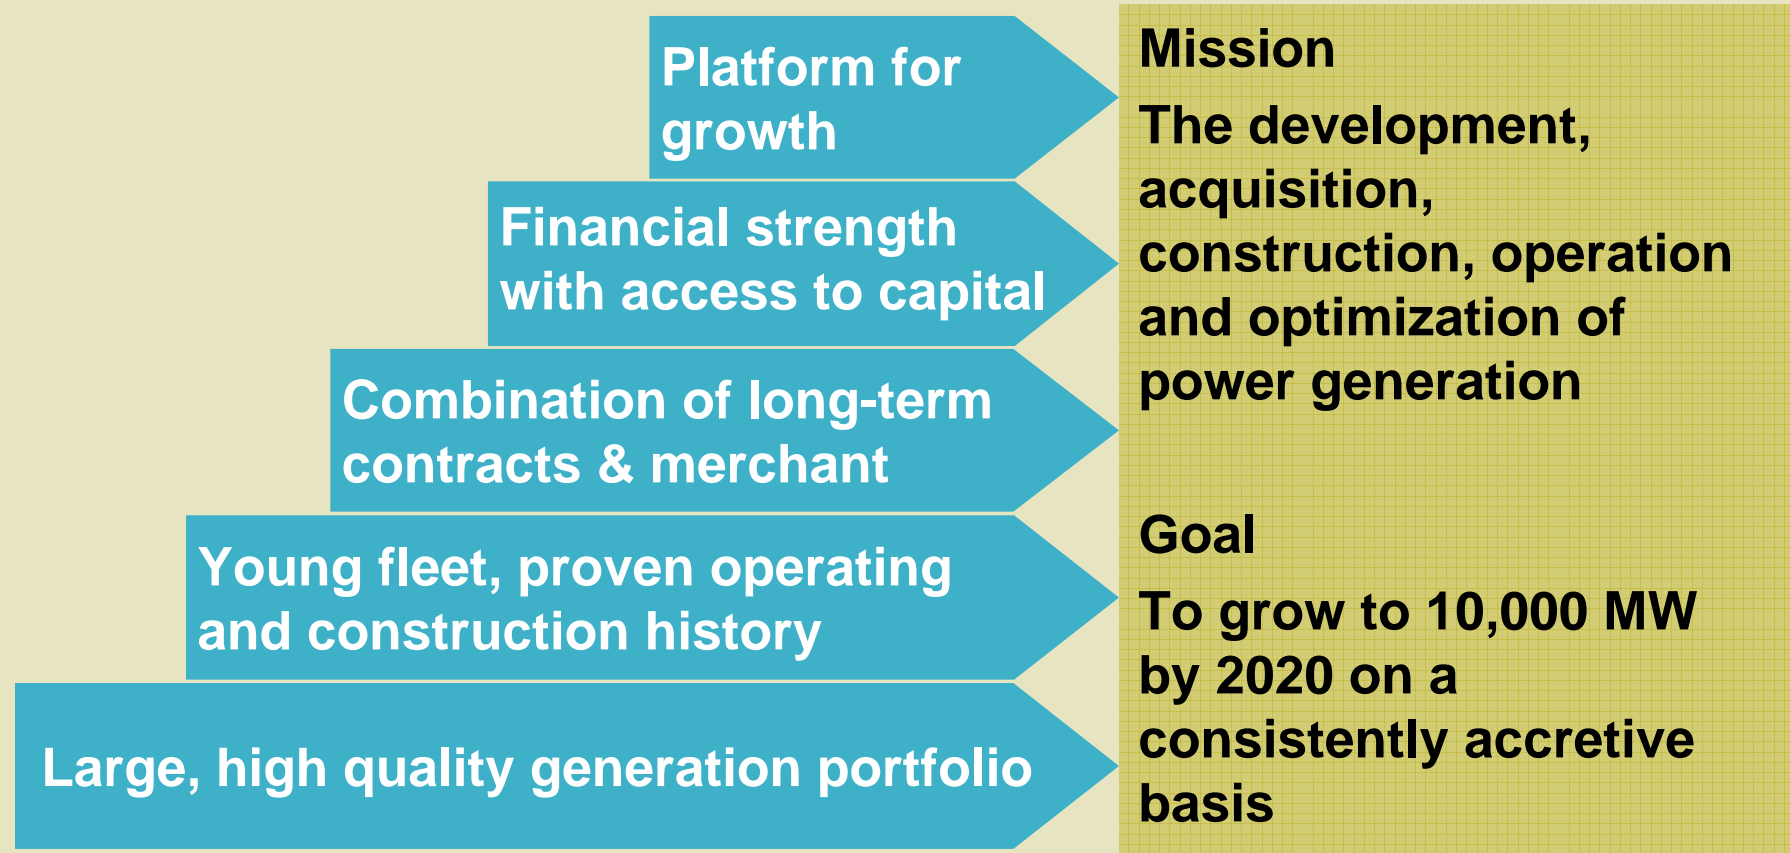 Platform for
growth
Financial strength
with access to capital
Combination of long-term
contracts & merchant
Young fleet, proven operating
and construction history
Large, high quality generation portfolio
Mission
The development,
acquisition,
construction, operation
and optimization of
power generation
Goal
To grow to 10,000 MW
by 2020 on a
consistently accretive
basis